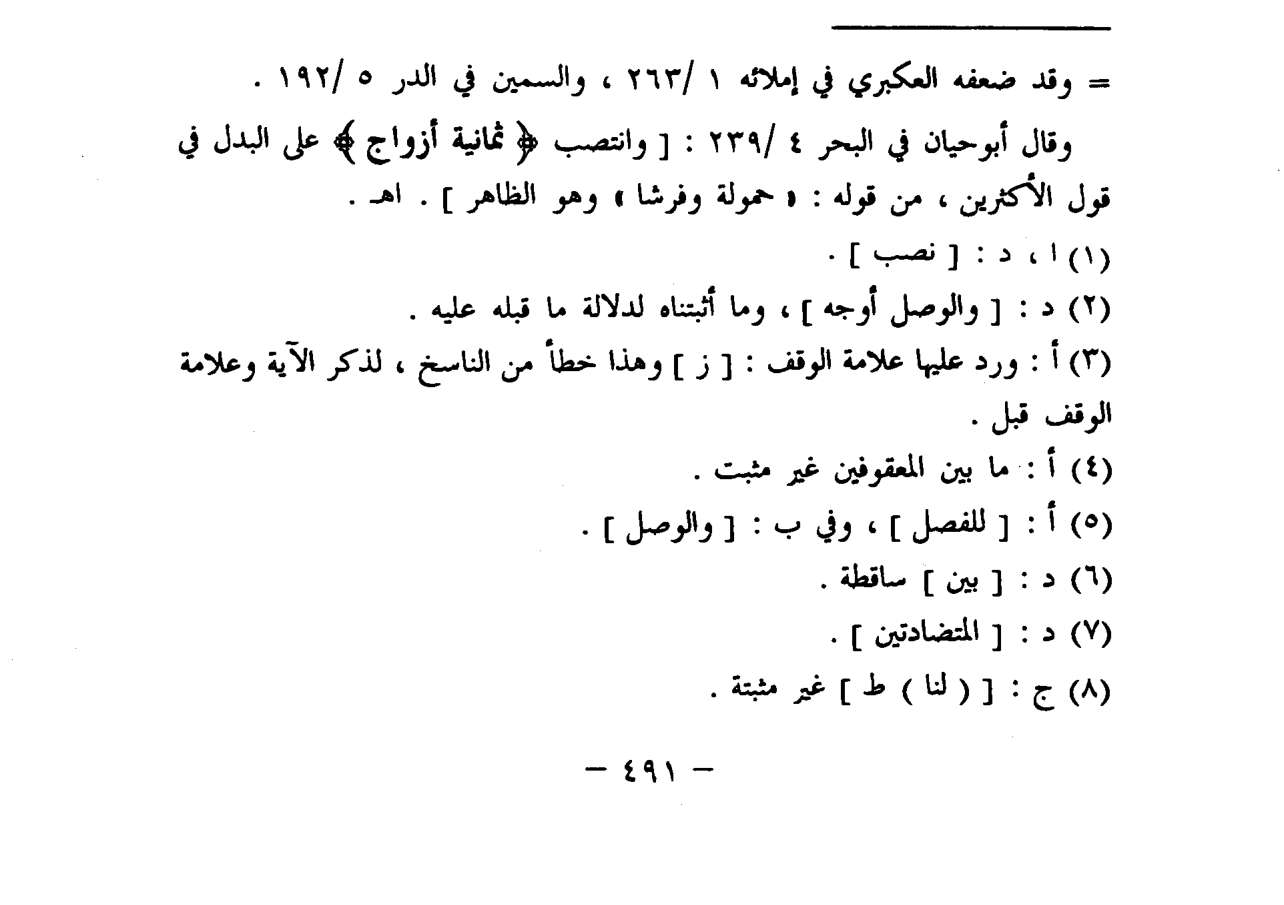 = وقد ضعفه العكبري في إملائه ١ /٢٦٣ ، والسمين في الدر ٥ /١٩٢ .
وقال أبوحيان في البحر ٤ /٢٣٩ : [ وانتصب ﴿ ثمانية أزواج ﴾ على البدل في
قول الأكثرين ، من قوله : « حمولة وفرشا » وهو الظاهر ] . اهـ .
(١) ا ، د : [ نصب ] .
(٢) د : [ والوصل أوجه ] ، وما أثبتناه لدلالة ما قبله عليه .
(٣) أ : ورد عليها علامة الوقف : [ ز ] وهذا خطأ من الناسخ ، لذكر الآية وعلامة
الوقف قبل .
(٤) أ : ما بين المعقوفين غير مثبت .
(٥) أ : [ للفصل ] ، وفي ب : [ والوصل ] .
(٦) د : [ بين ] ساقطة .
(٧) د : [ المتضادتين ] .
(٨) ج : [ ( لنا ) ط ] غير مثبتة .
– ٤٩١ –